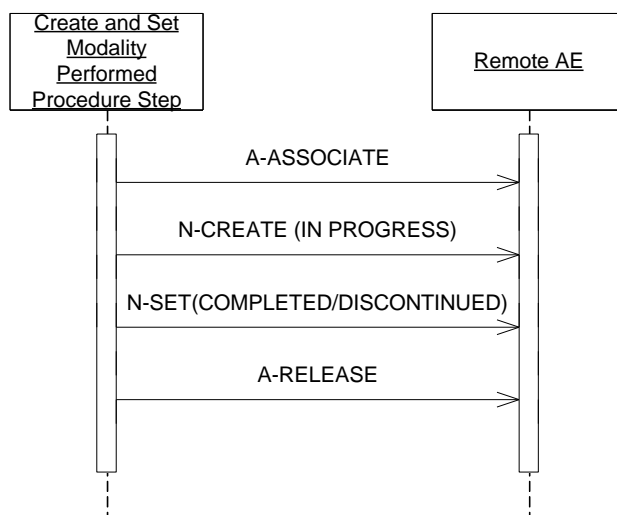 Create and Set
Modality
Performed
Procedure Step
Remote AE
A-ASSOCIATE
N-CREATE (IN PROGRESS)
N-SET(COMPLETED/DISCONTINUED)
A-RELEASE